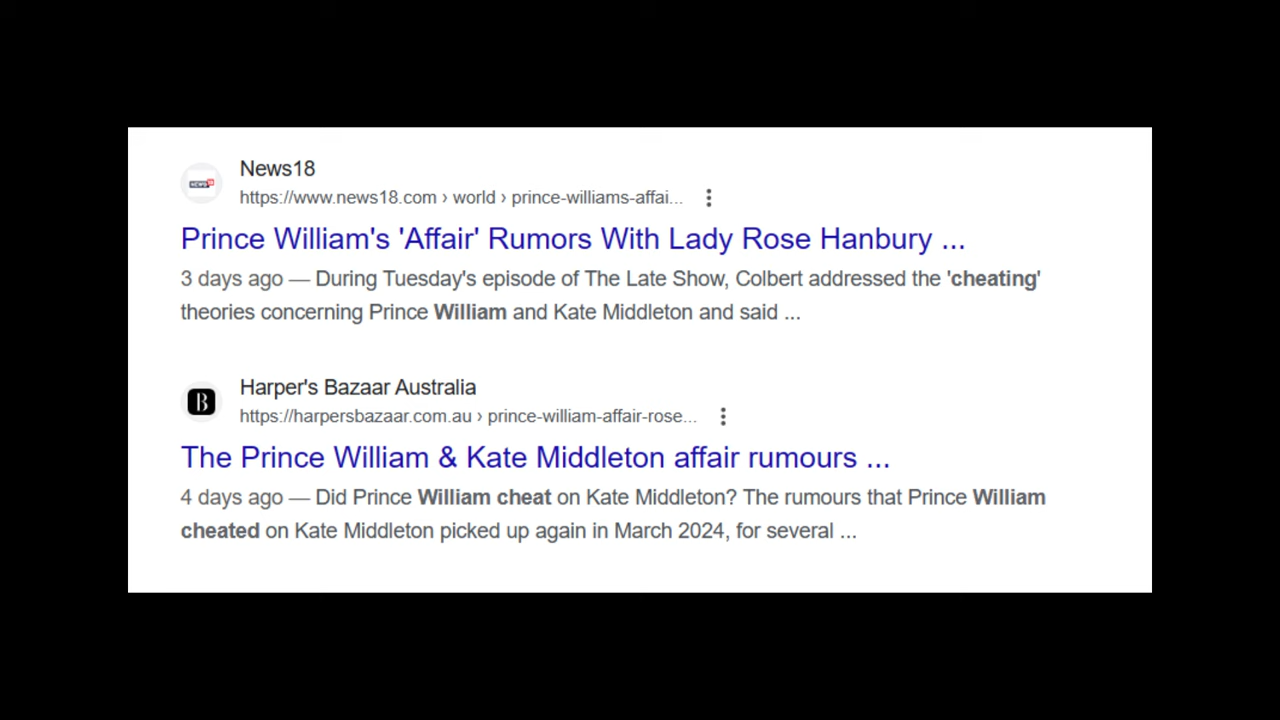 News18
https://www.news18.com › world › prince-williams-affai...
Prince William's 'Affair' Rumors With Lady Rose Hanbury ...
3 days ago — During Tuesday's episode of The Late Show, Colbert addressed the 'cheating'
theories concerning Prince William and Kate Middleton and said ...
Harper's Bazaar Australia
https://harpersbazaar.com.au › prince-william-affair-rose...
The Prince William & Kate Middleton affair rumours ...
4 days ago — Did Prince William cheat on Kate Middleton? The rumours that Prince William
cheated on Kate Middleton picked up again in March 2024, for several ...